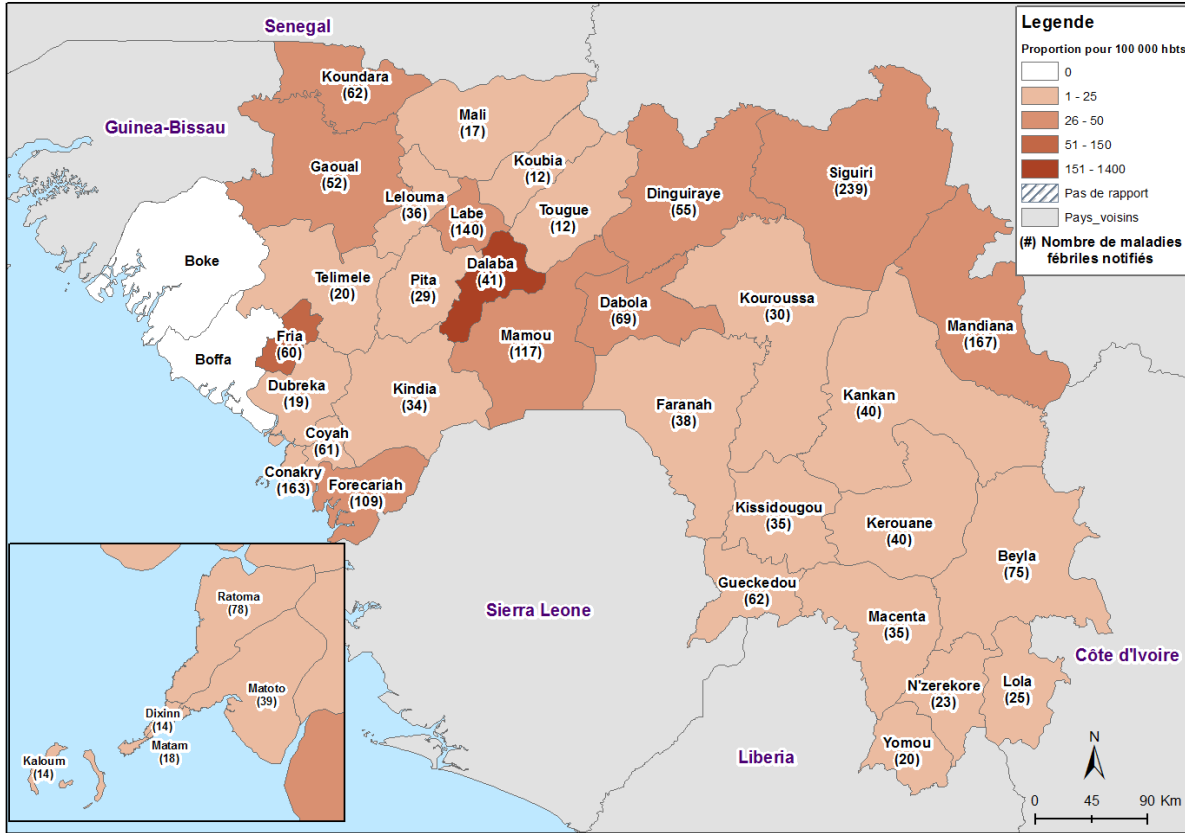 Senegal
Legende
Proportion pour 100 000 hbts
0
1 - 25
26 - 50
51 - 150
151 - 1400
Pas de rapport
Pays_voisins
(#) Nombre de maladies
fébriles notifiés
Koundara
(62)
Guinea-Bissau
Mali
(17)
Gaoual
(52)
Koubia
(12)
Lelouma
(36)
Labe
(140)
Tougue
(12)
Dinguiraye
(55)
Siguiri
(239)
Boke
Telimele
(20)
Pita
(29)
Dalaba
(41)
Dabola
(69)
Kouroussa
(30)
Mandiana
(167)
Fria
(60)
Boffa
Mamou
(117)
Dubreka
(19)
Kindia
(34)
Faranah
(38)
Kankan
(40)
Coyah
(61)
Conakry
(163)
Forecariah
(109)
Kissidougou
(35)
Kerouane
(40)
Beyla
(75)
Gueckedou
(62)
Macenta
(35)
Sierra Leone
Côte d'Ivoire
N'zerekore
(23)
Lola
(25)
Yomou
(20)
Liberia
Ratoma
(78)
Matoto
(39)
Dixinn
(14)
Matam
(18)
Kaloum
(14)
N
0 45 90 Km